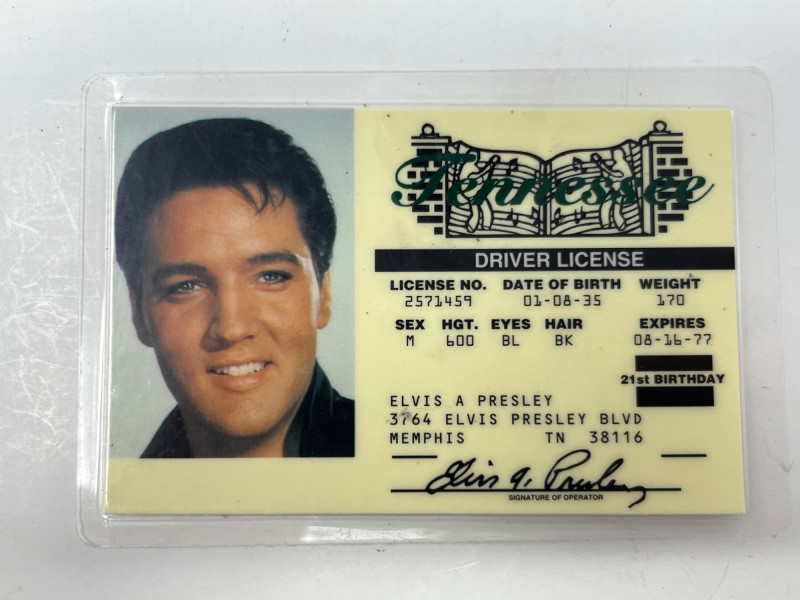 Tennessee
DRIVER LICENSE
LICENSE NO. DATE OF BIRTH WEIGHT
2571459 01-08-35 170
SEX HGT. EYES HAIR EXPIRES
M 600 BL BK 08-16-77
21st BIRTHDAY
ELVIS A PRESLEY
3764 ELVIS PRESLEY BLVD
MEMPHIS TN 38116
Elvis A. Presley
SIGNATURE OF OPERATOR